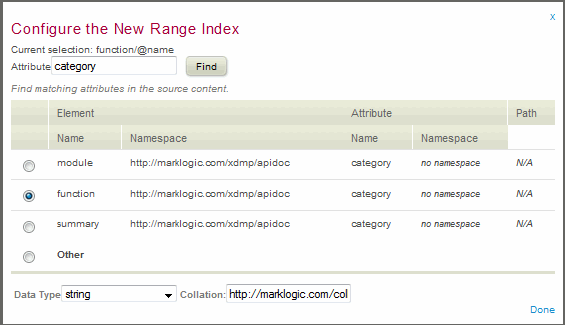 x
Configure the New Range Index
Current selection: function/@name
Attribute category Find
Find matching attributes in the source content.
Element Attribute Path
Name Namespace Name Namespace
module http://marklogic.com/xdmp/apidoc category no namespace N/A
function http://marklogic.com/xdmp/apidoc category no namespace N/A
summary http://marklogic.com/xdmp/apidoc category no namespace N/A
Other
Data Type string Collation: http://marklogic.com/col
Done